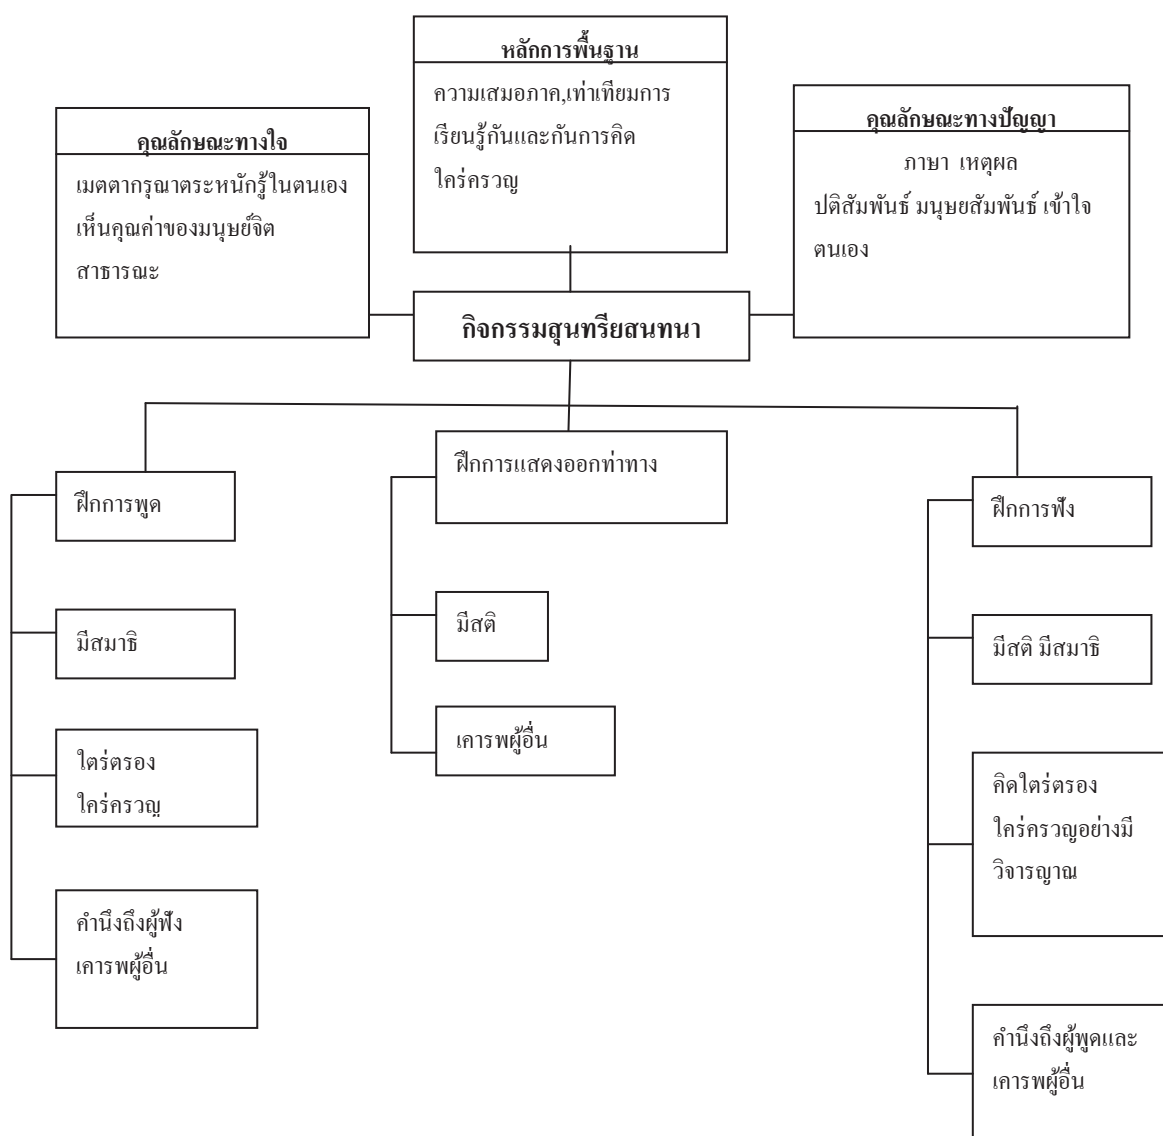 หลักการพื้นฐาน
ความเสมอภาค,เท่าเทียมการ
เรียนรู้กันและกันการคิด
ใคร่ครวญ
คุณลักษณะทางใจ
เมตตากรุณาตระหนักรู้ในตนเอง
เห็นคุณค่าของมนุษย์จิต
สาธารณะ
คุณลักษณะทางปัญญา
ภาษา เหตุผล
ปติสัมพันธ์ มนุษยสัมพันธ์ เข้าใจ
ตนเอง
กิจกรรมสุนทรียสนทนา
ฝึกการพูด
มีสมาธิ
ใตร่ตรอง
ใคร่ครวญ
คำนึงถึงผู้ฟัง
เคารพผู้อื่น
ฝึกการแสดงออกท่าทาง
มีสติ
เคารพผู้อื่น
ฝึกการฟัง
มีสติ มีสมาธิ
คิดใตร่ตรอง
ใคร่ครวญอย่างมี
วิจารญาณ
คำนึงถึงผู้พูดและ
เคารพผู้อื่น